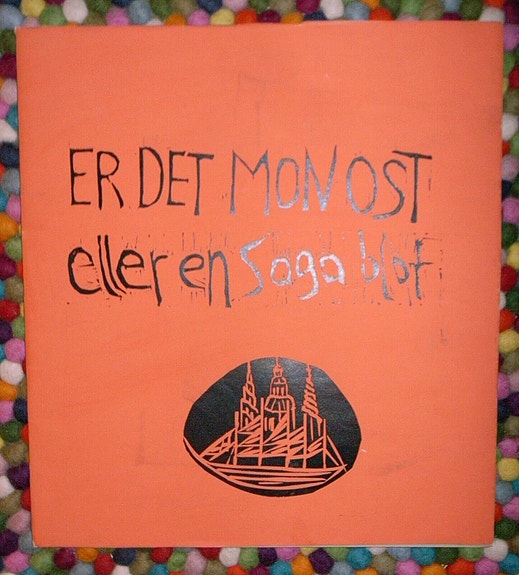 ER DET MON OST
eller en Saga blot